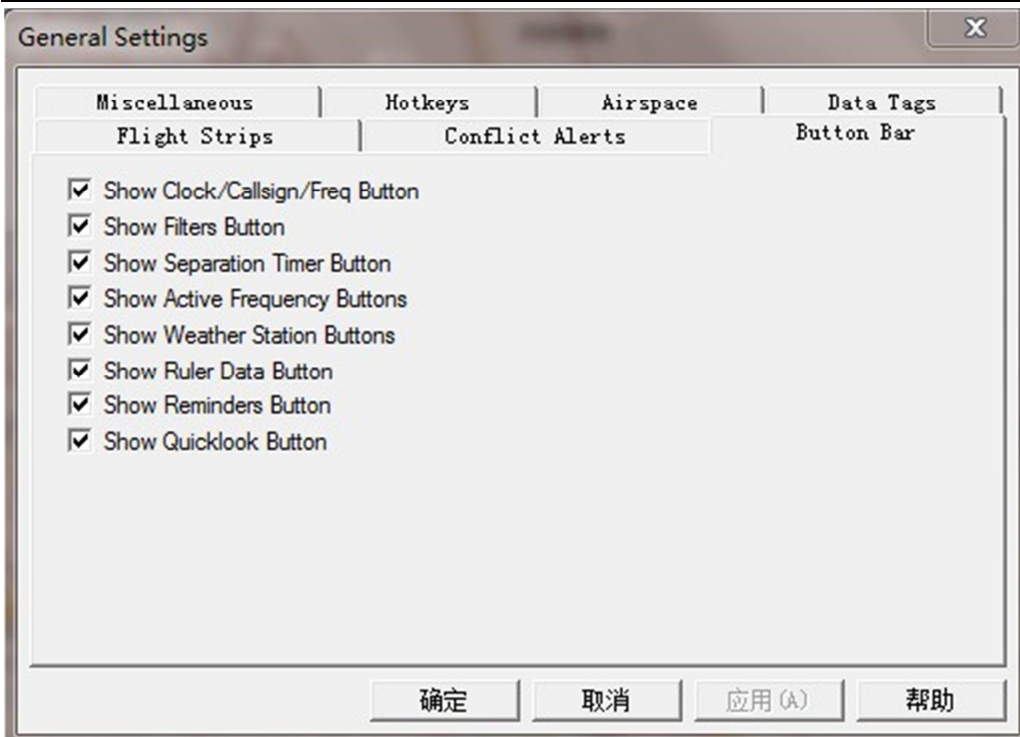 General Settings
Miscellaneous Hotkeys Airspace Data Tags
Flight Strips Conflict Alerts Button Bar
Show Clock/Callsign/Freq Button
Show Filters Button
Show Separation Timer Button
Show Active Frequency Buttons
Show Weather Station Buttons
Show Ruler Data Button
Show Reminders Button
Show Quicklook Button
确定 取消 应用(A) 帮助